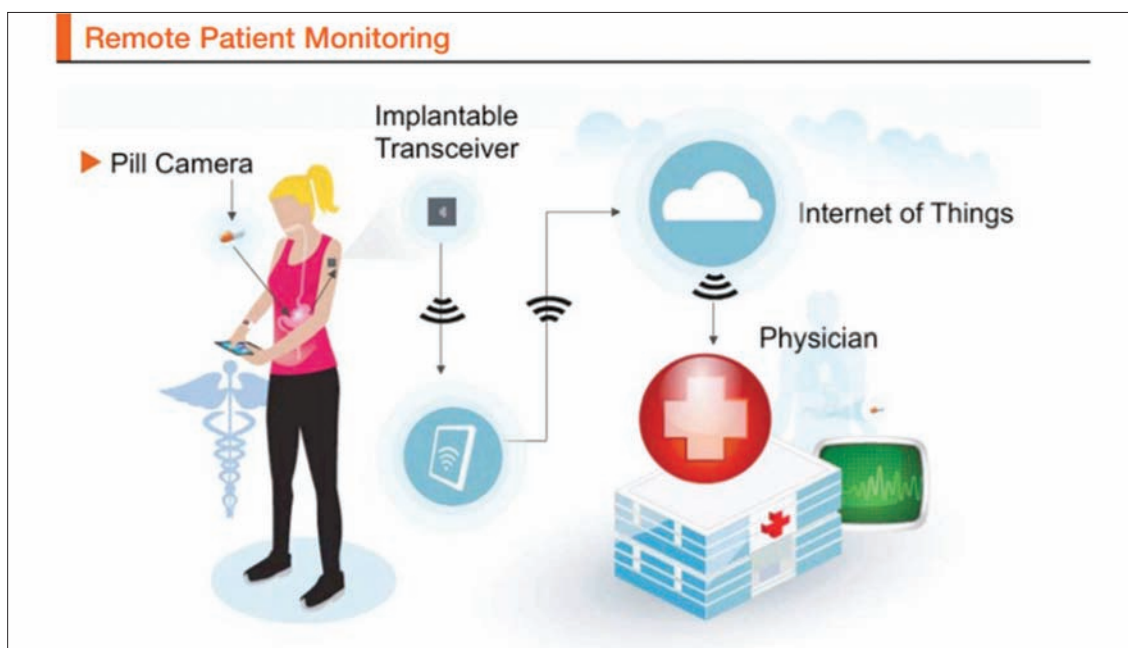 Remote Patient Monitoring
Implantable
Transceiver
Pill Camera
Internet of Things
Physician